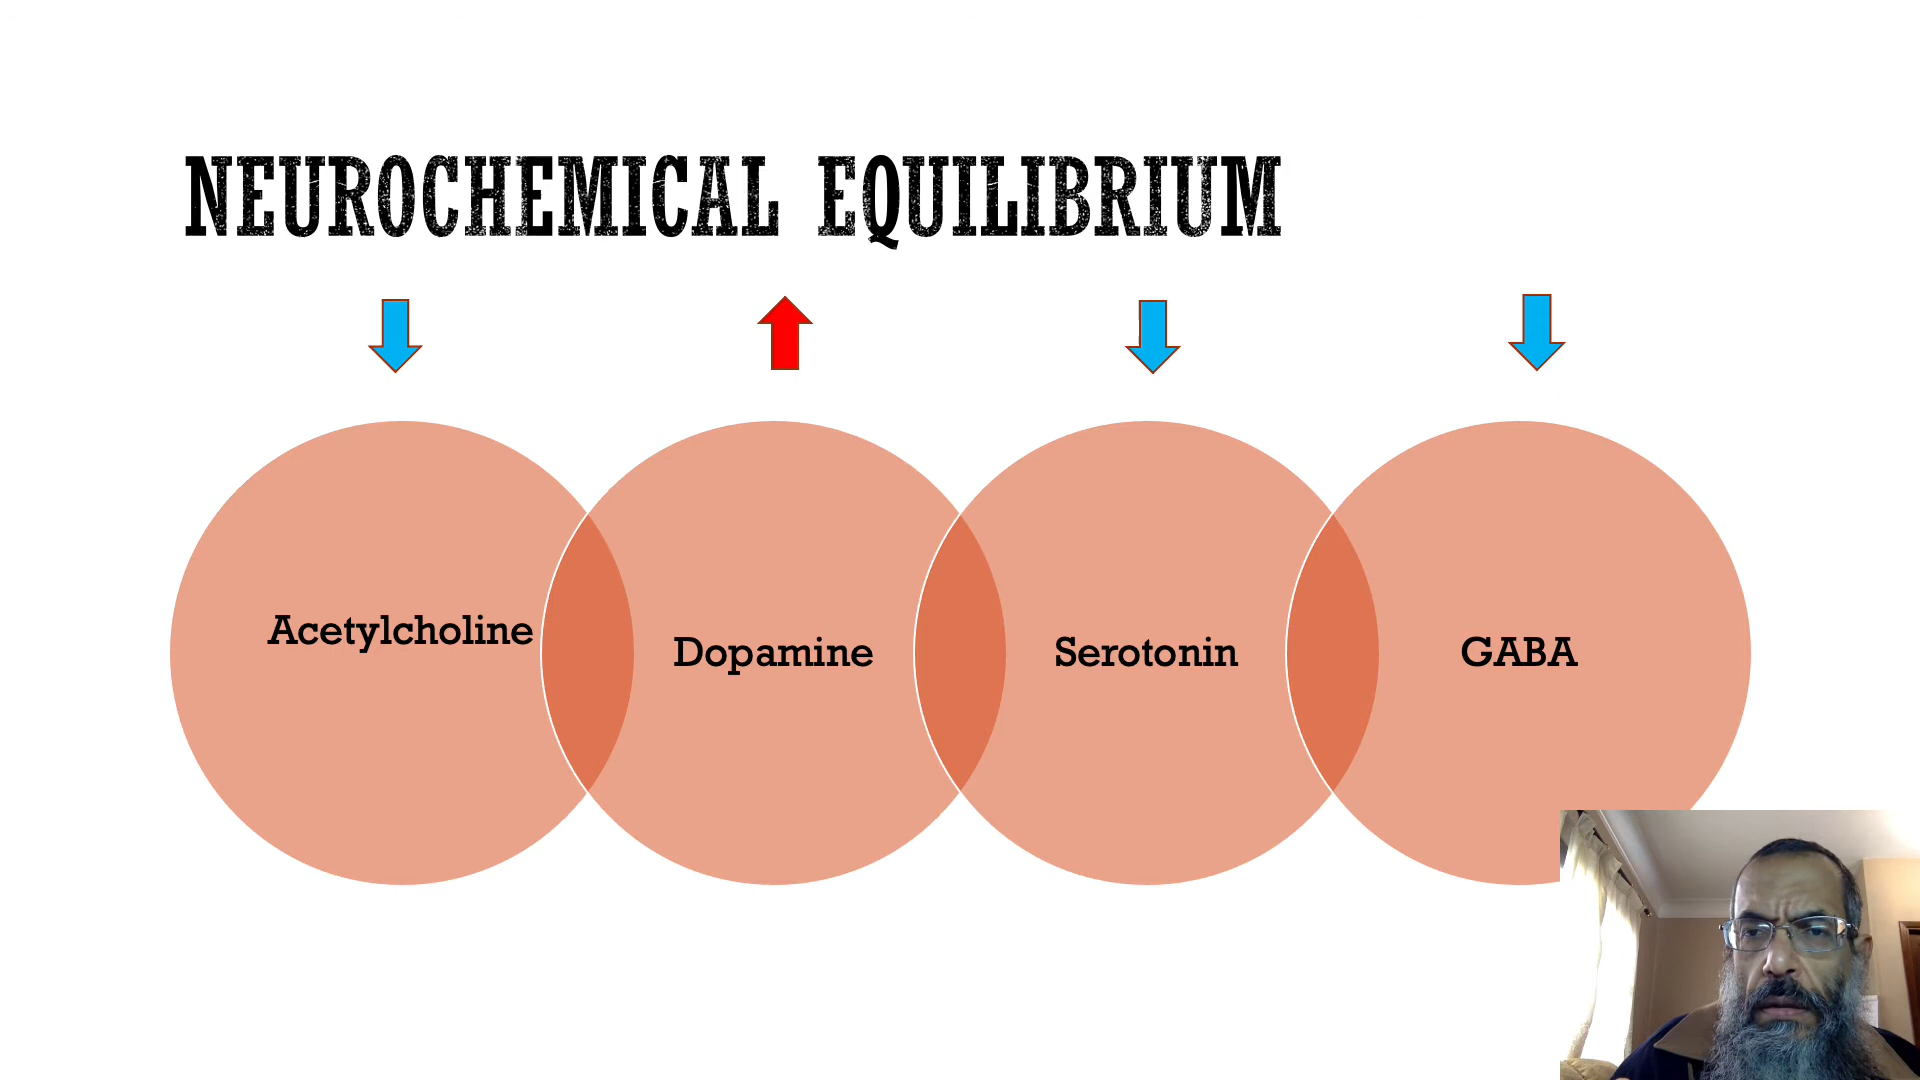 NEUROCHEMICAL EQUILIBRIUM
Acetylcholine
Dopamine
Serotonin
GABA